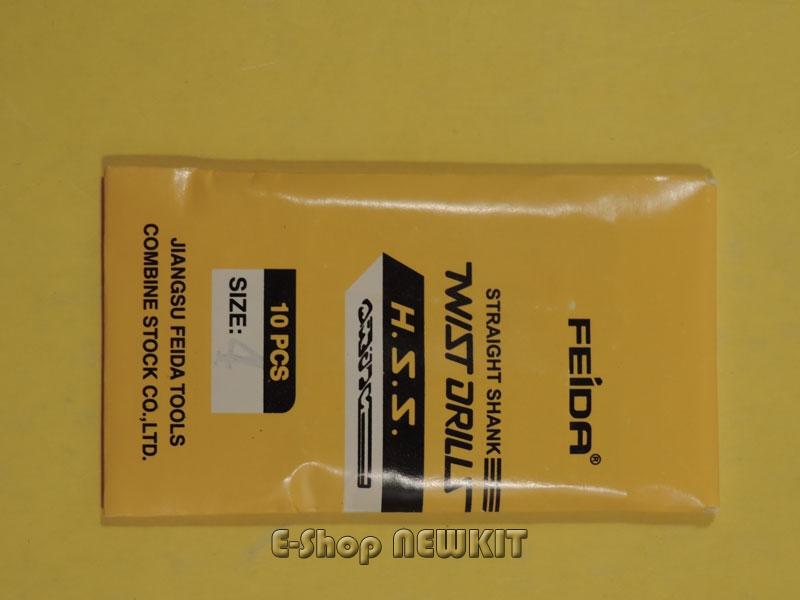 FEiDA®
STRAIGHT SHANK
TWIST DRILLS
H.S.S.
10 PCS
SIZE: 4
JIANGSU FEIDA TOOLS
COMBINE STOCK CO.,LTD.
E-Shop NEWKIT